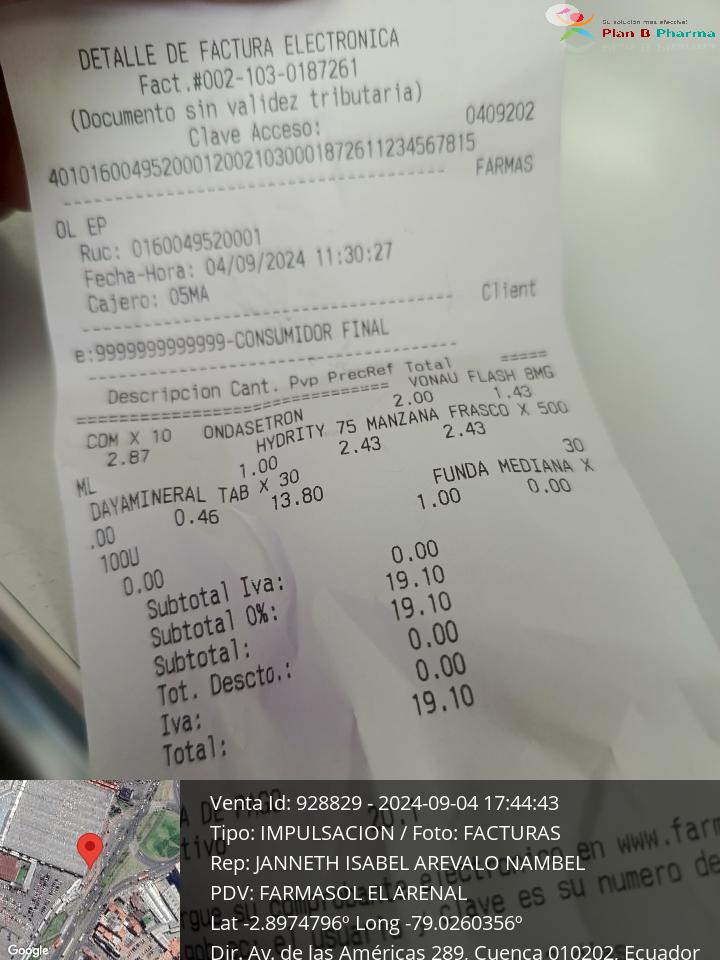 Su solución mas efectiva!
Plan B Pharma
DETALLE DE FACTURA ELECTRONICA
Fact.#002-103-0187261
(Documento sin validez tributaria)
Clave Acceso: 0409202
401016004952000120021030001872611234567815
FARMAS
OL EP
Ruc: 0160049520001
Fecha-Hora: 04/09/2024 11:30:27
Cajero: 05MA
Client
e:9999999999999-CONSUMIDOR FINAL
Descripcion Cant. Pvp PrecRef Total
VONAU FLASH 8MG
COM X 10 ONDASETRON 2.00 1.43
2.87 HYDRITY 75 MANZANA FRASCO X 500
ML 1.00 2.43 2.43
DAYAMINERAL TAB X 30 30
.00 0.46 13.80 FUNDA MEDIANA X
100U 1.00 0.00
0.00
Subtotal Iva: 0.00
Subtotal 0%: 19.10
Subtotal: 19.10
Tot. Descto.: 0.00
Iva: 0.00
Total: 19.10
Venta Id: 928829 - 2024-09-04 17:44:43
Tipo: IMPULSACION / Foto: FACTURAS
Rep: JANNETH ISABEL AREVALO NAMBEL
PDV: FARMASOL EL ARENAL
Lat -2.8974796º Long -79.0260356º
Dir. Av. de las Américas 289, Cuenca 010202, Ecuador
Google